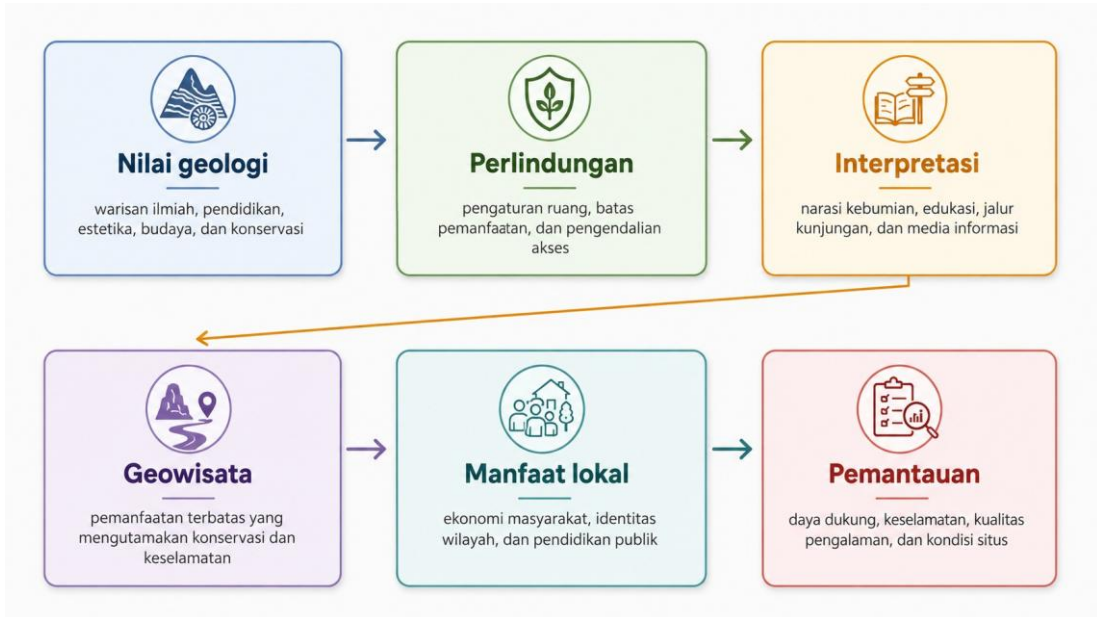 Nilai geologi
warisan ilmiah, pendidikan,
estetika, budaya, dan konservasi
Perlindungan
pengaturan ruang, batas
pemanfaatan, dan pengendalian
akses
Interpretasi
narasi kebumian, edukasi, jalur
kunjungan, dan media informasi
Geowisata
pemanfaatan terbatas yang
mengutamakan konservasi dan
keselamatan
Manfaat lokal
ekonomi masyarakat, identitas
wilayah, dan pendidikan publik
Pemantauan
daya dukung, keselamatan, kualitas
pengalaman, dan kondisi situs